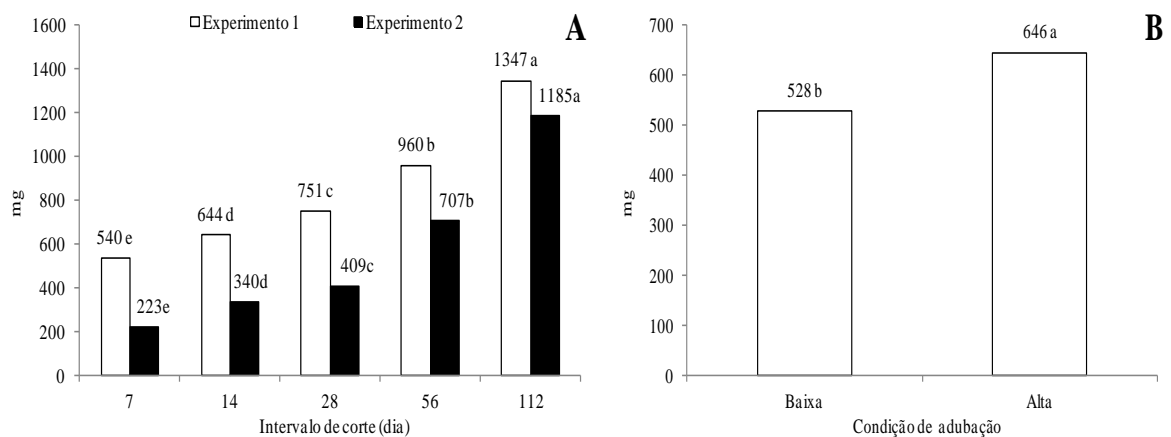 Experimento 1
Experimento 2
A
1600
1400
1200
1000
800
600
400
200
0
mg
540 e
223e
644 d
340d
751 c
409c
960 b
707b
1347 a
1185a
7
14
28
56
112
Intervalo de corte (dia)
B
700
600
500
400
300
200
100
0
mg
528 b
646 a
Baixa
Alta
Condição de adubação